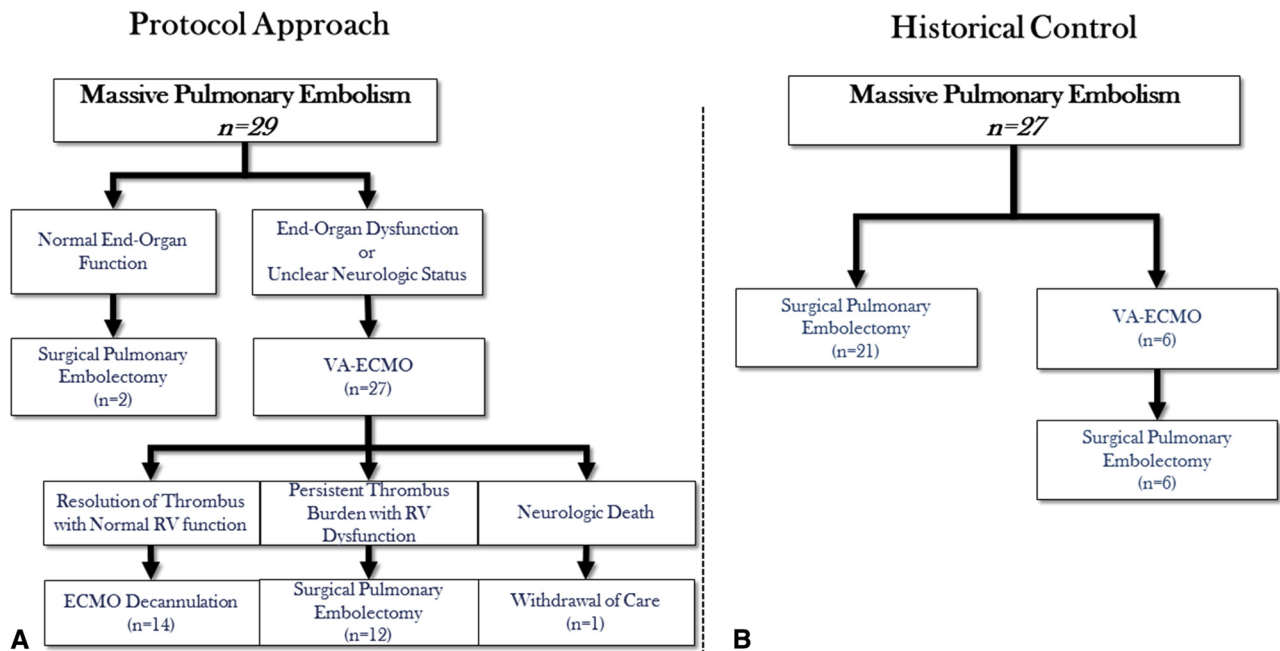 Protocol Approach
Massive Pulmonary Embolism
n=29
Normal End-Organ
Function
End-Organ Dysfunction
or
Unclear Neurologic Status
Surgical Pulmonary
Embolectomy
(n=2)
VA-ECMO
(n=27)
Resolution of Thrombus
with Normal RV function
Persistent Thrombus
Burden with RV
Dysfunction
Neurologic Death
ECMO Decannulation
(n=14)
Surgical Pulmonary
Embolectomy
(n=12)
Withdrawal of Care
(n=1)
A
Historical Control
Massive Pulmonary Embolism
n=27
Surgical Pulmonary
Embolectomy
(n=21)
VA-ECMO
(n=6)
Surgical Pulmonary
Embolectomy
(n=6)
B